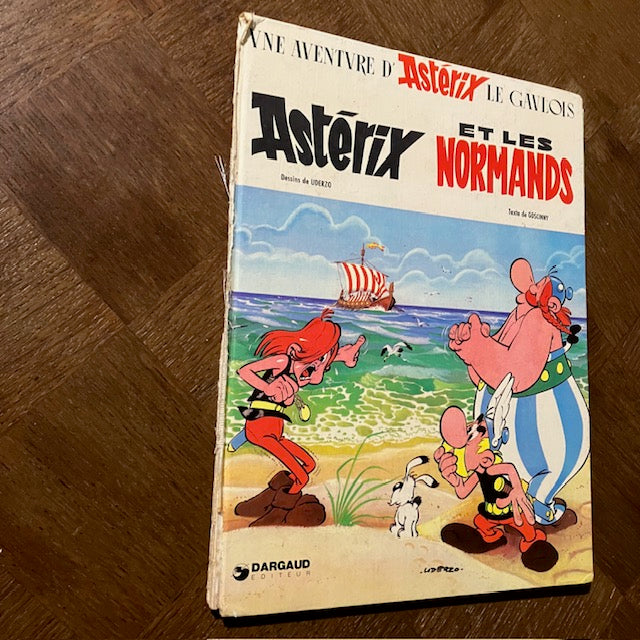 VNE AVENTVRE D'Astérix LE GAVLOIS
Astérix
ET LES
NORMANDS
Dessins de UDERZO
Texte de GOSCINNY
DARGAUD
EDITEUR
-UDERZO-